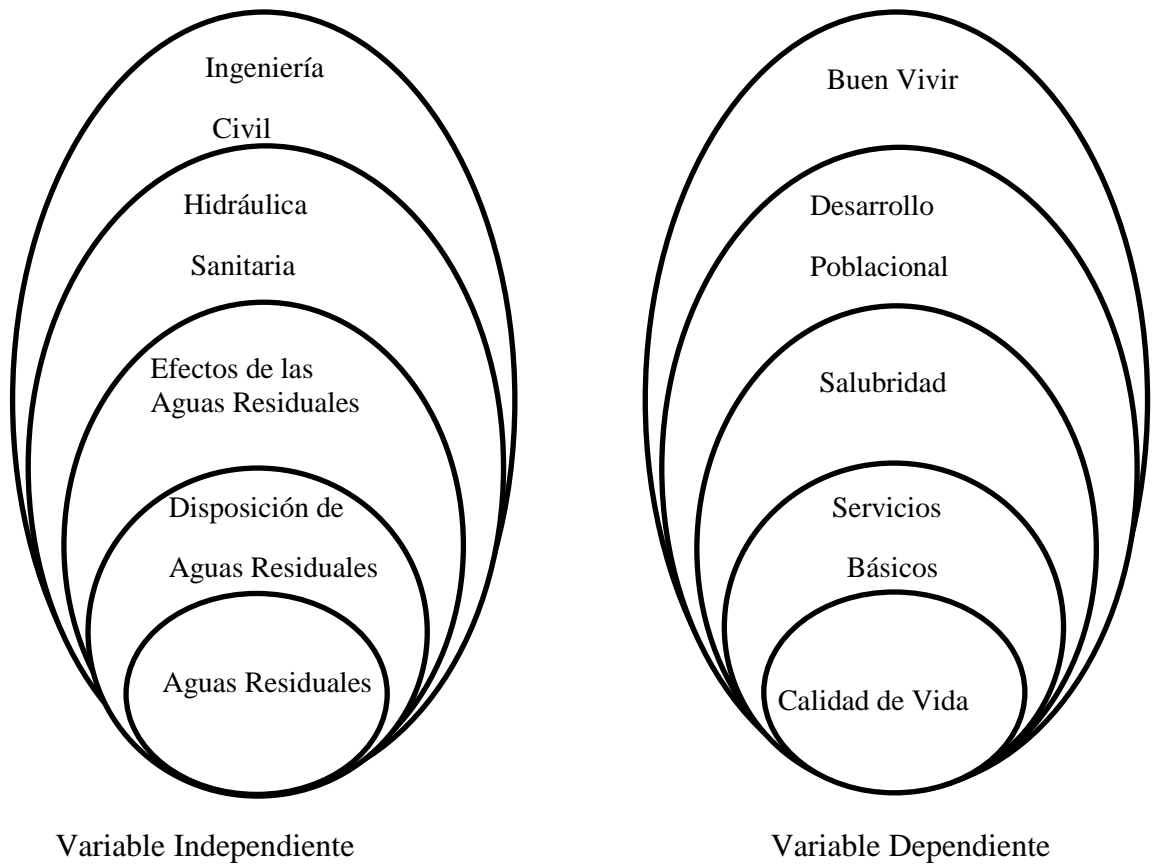 Ingeniería
Civil
Hidráulica
Sanitaria
Efectos de las
Aguas Residuales
Disposición de
Aguas Residuales
Aguas Residuales
Variable Independiente
Buen Vivir
Desarrollo
Poblacional
Salubridad
Servicios
Básicos
Calidad de Vida
Variable Dependiente